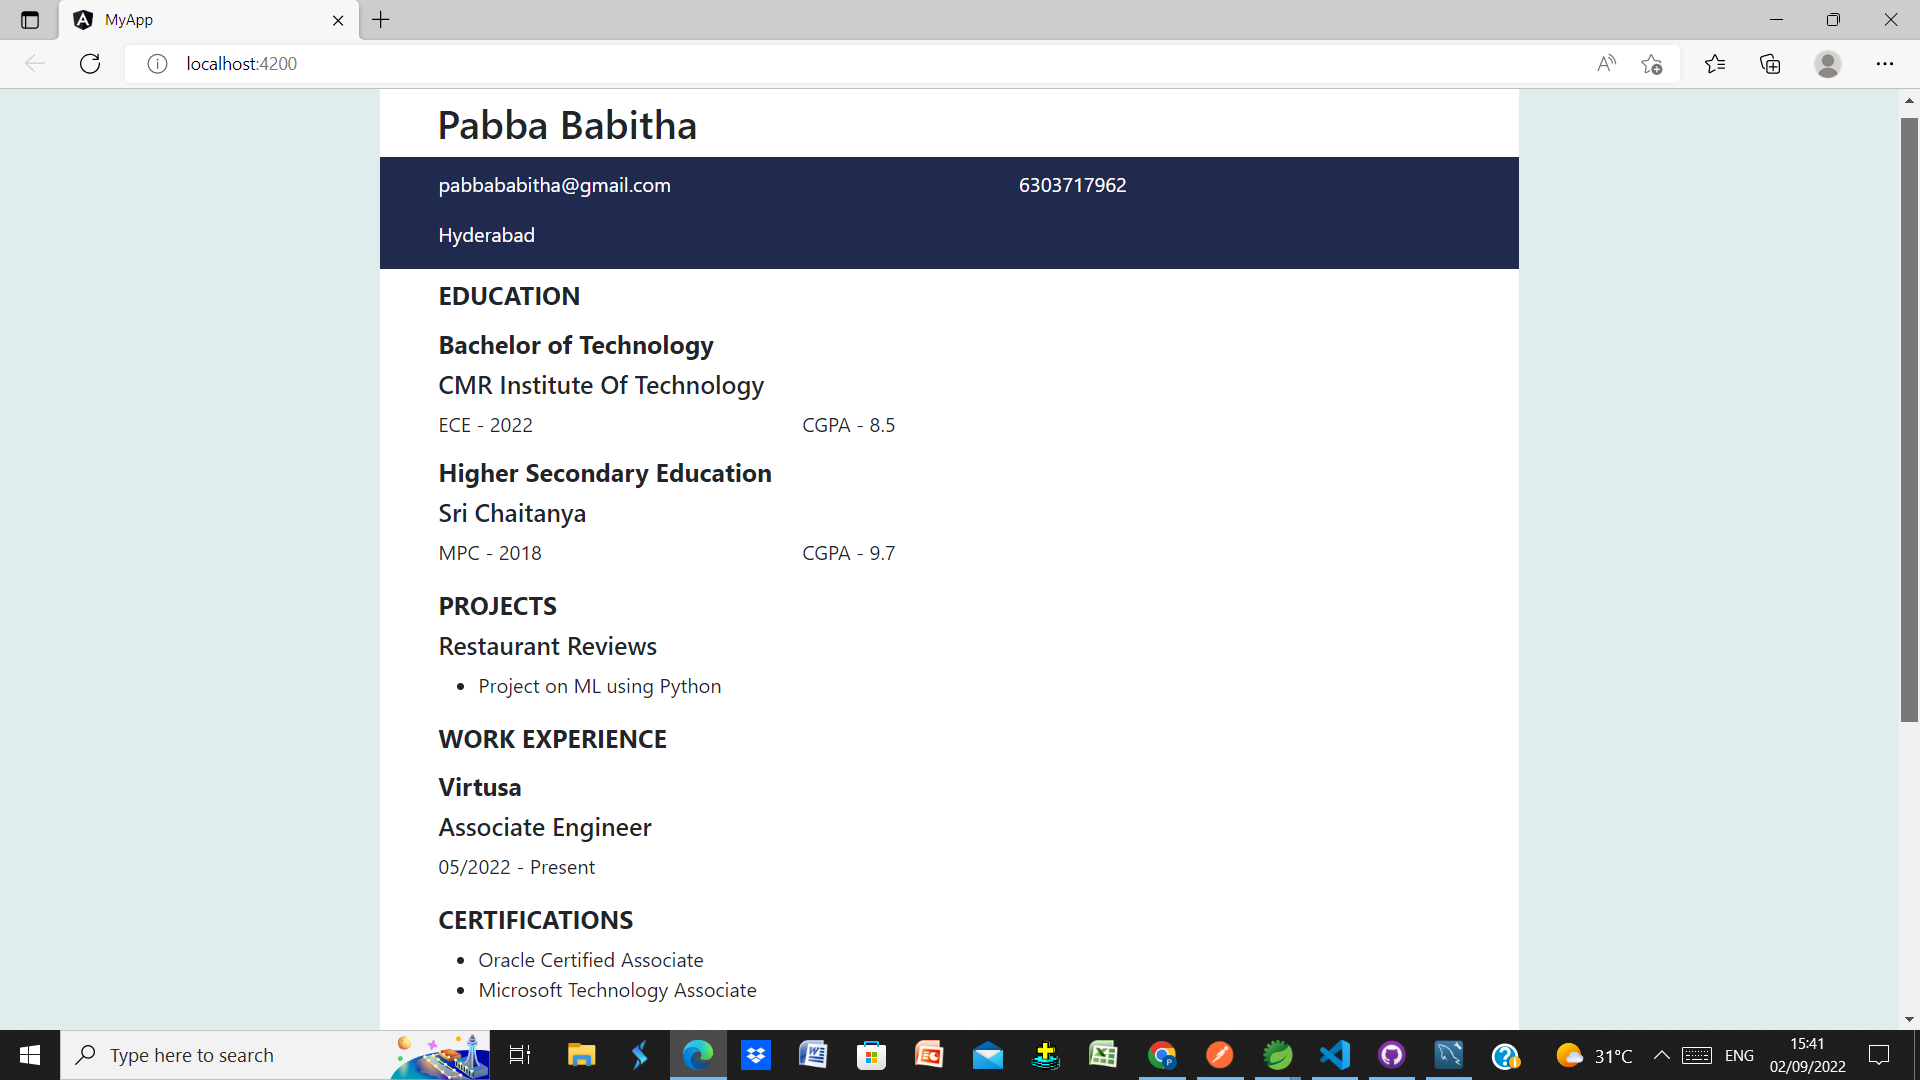 MyApp
localhost:4200
Pabba Babitha
pabbababitha@gmail.com 6303717962
Hyderabad
EDUCATION
Bachelor of Technology
CMR Institute Of Technology
ECE - 2022 CGPA - 8.5
Higher Secondary Education
Sri Chaitanya
MPC - 2018 CGPA - 9.7
PROJECTS
Restaurant Reviews
• Project on ML using Python
WORK EXPERIENCE
Virtusa
Associate Engineer
05/2022 - Present
CERTIFICATIONS
• Oracle Certified Associate
• Microsoft Technology Associate
Type here to search 31°C ENG 15:41
02/09/2022